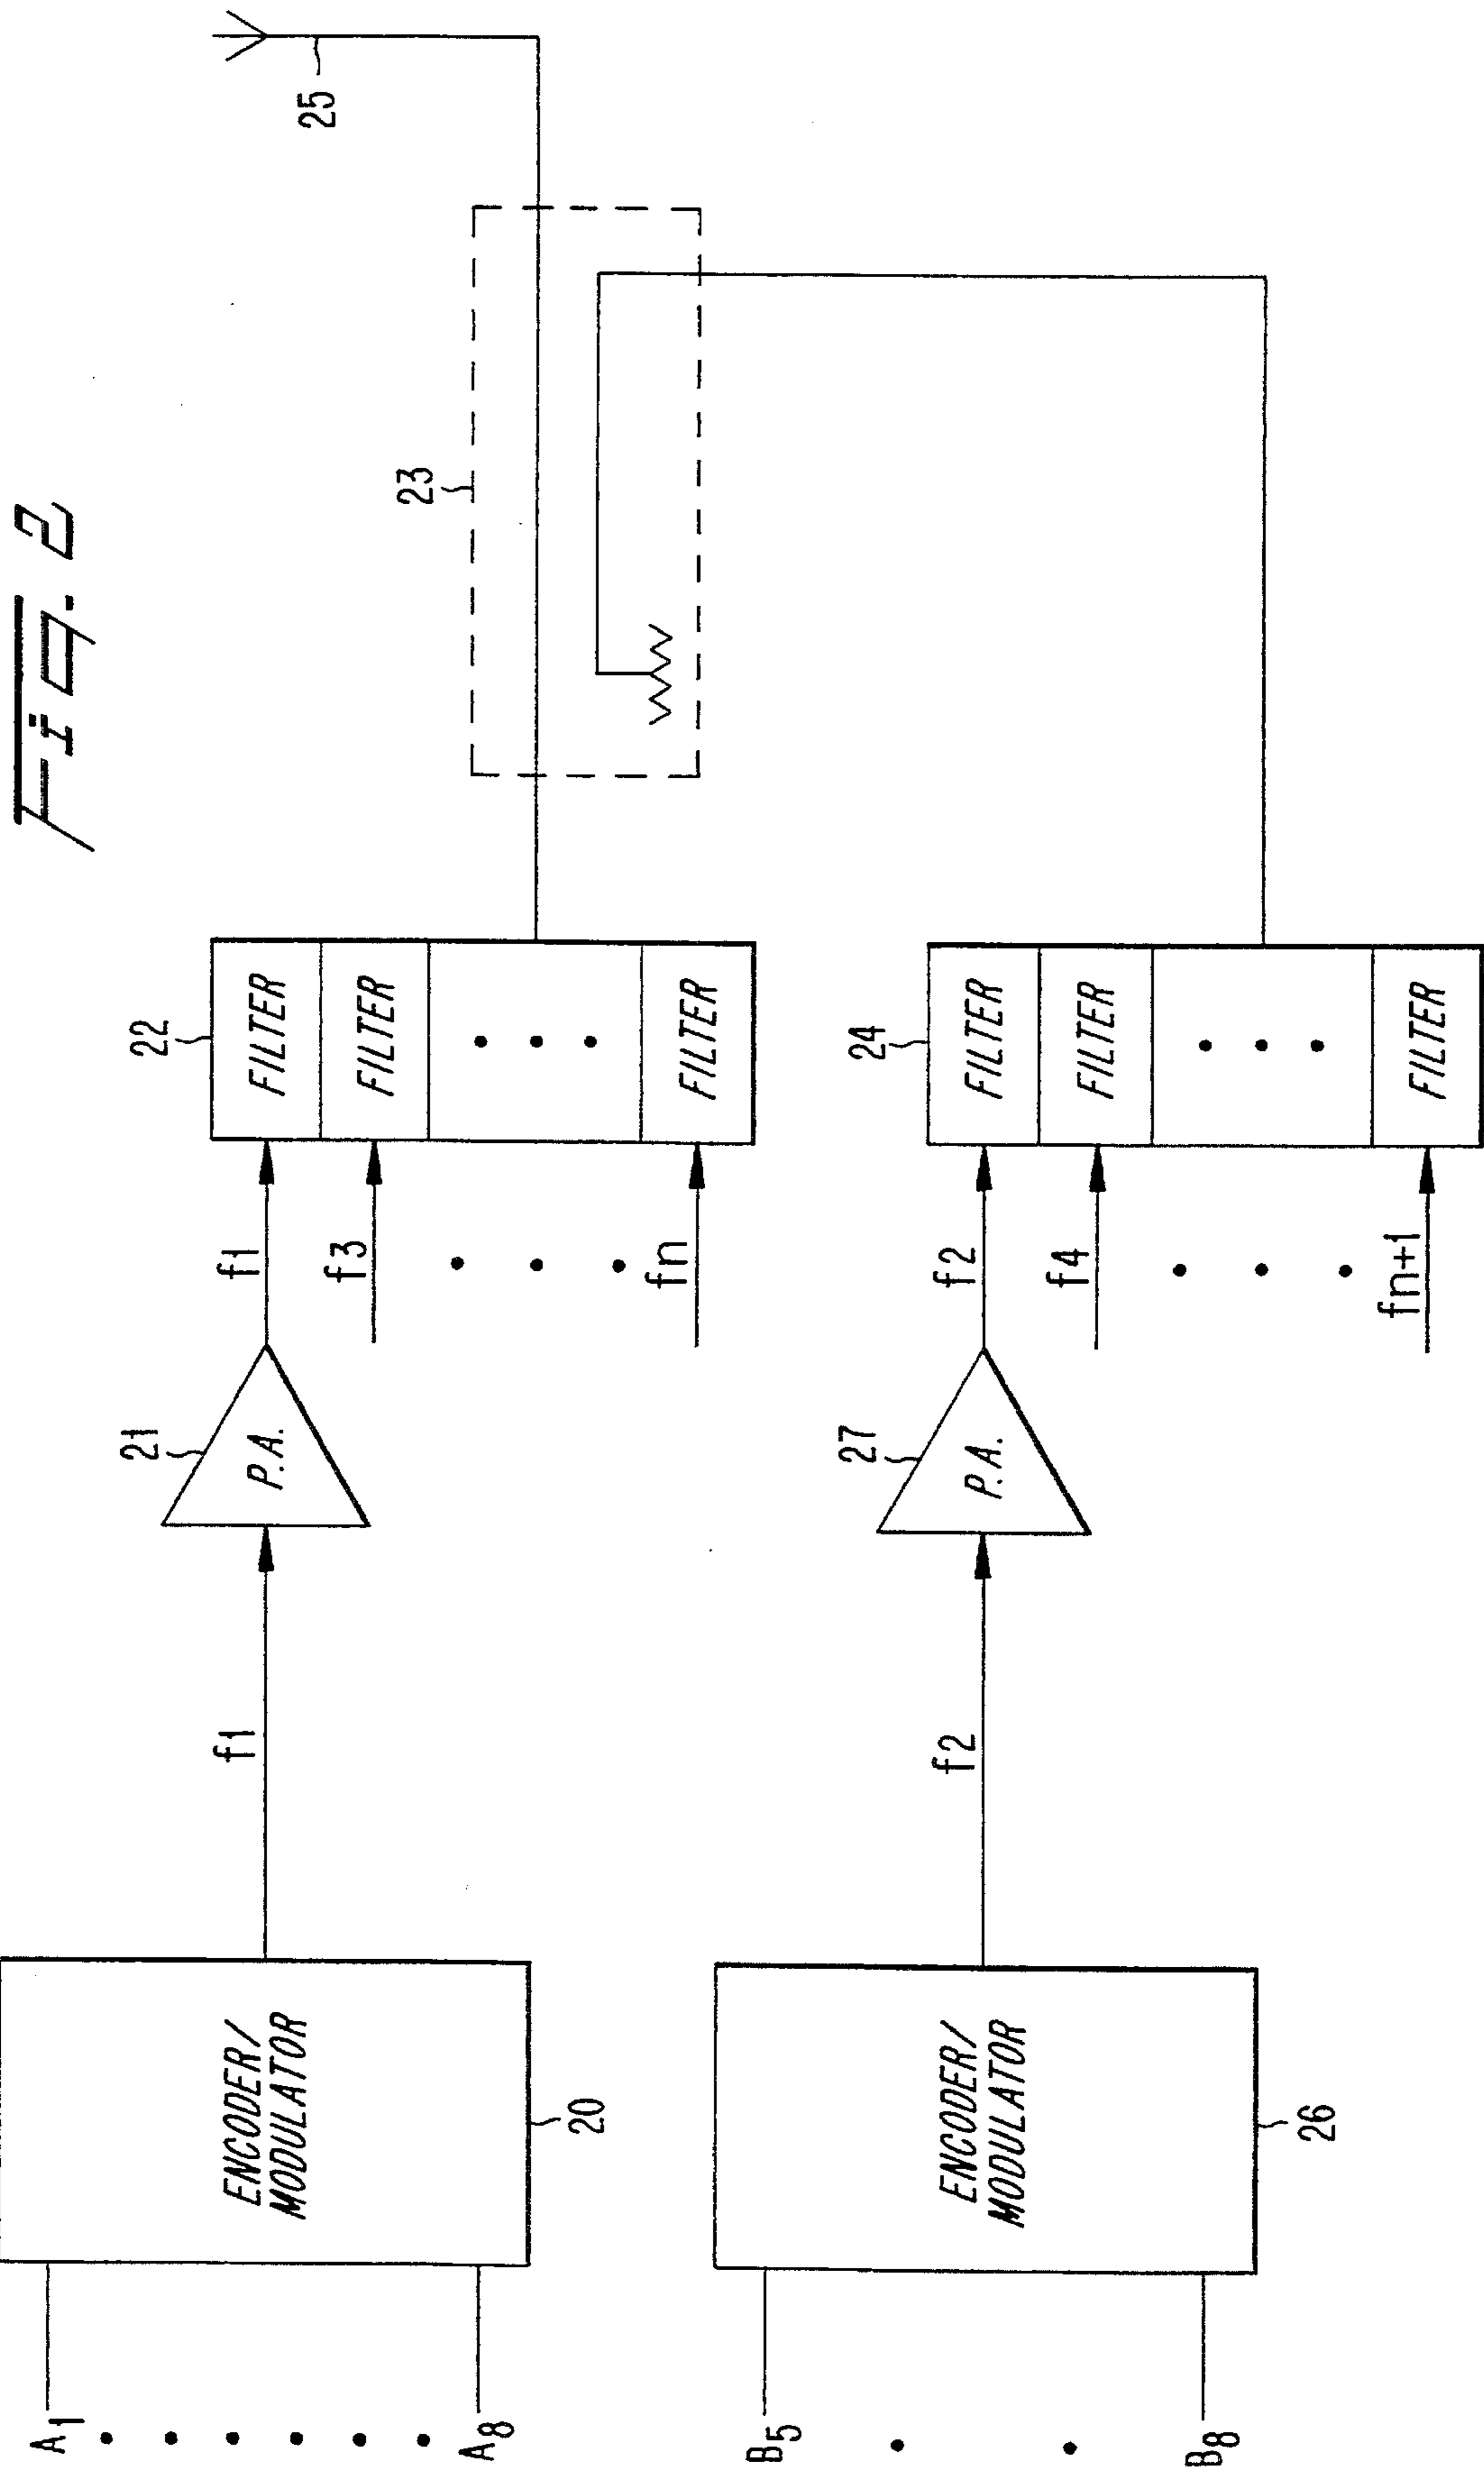 Fig. 2
25
23
22
FILTER
FILTER
FILTER
f1
f3
fn
21
P.A.
f1
ENCODER/
MODULATOR
20
A1
A8
24
FILTER
FILTER
FILTER
f2
f4
fn+1
27
P.A.
f2
ENCODER/
MODULATOR
26
B5
B8